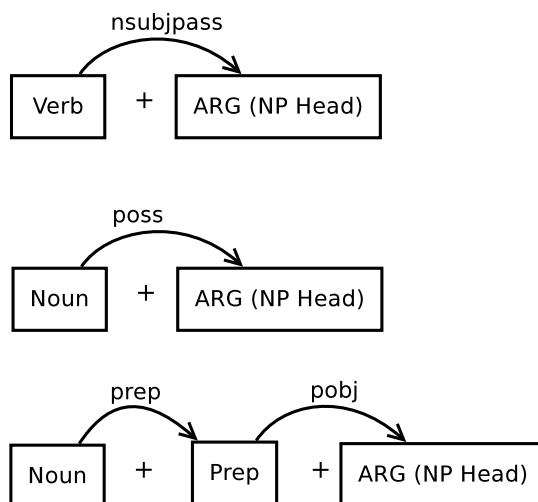 nsubjpass
Verb + ARG (NP Head)
poss
Noun + ARG (NP Head)
prep pobj
Noun + Prep + ARG (NP Head)